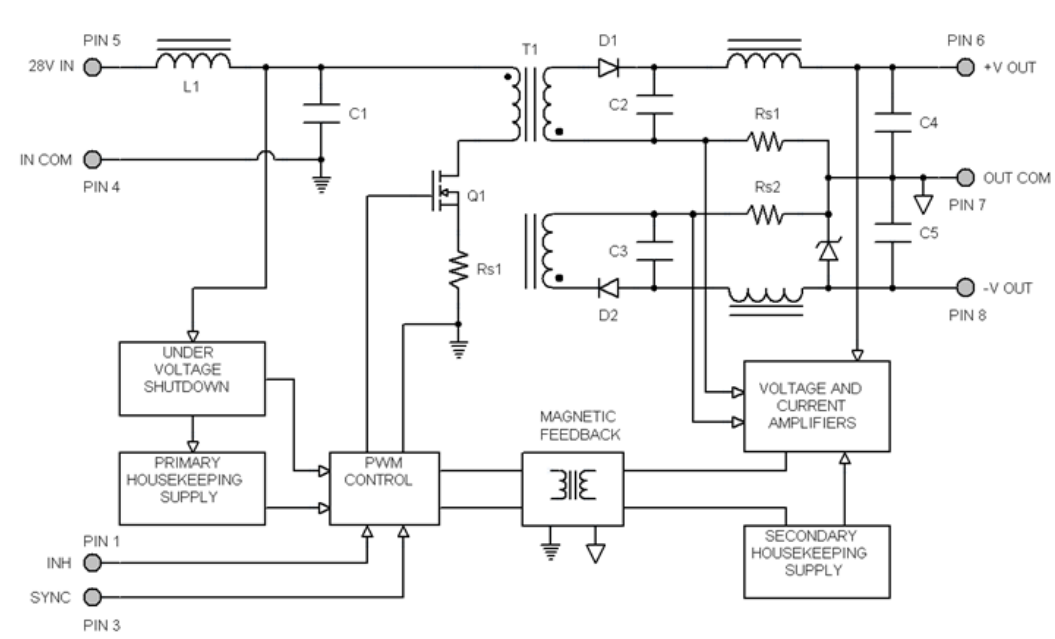 PIN 5
28V IN
L1
C1
IN COM
PIN 4
T1
D1
C2
Rs1
PIN 6
+V OUT
C4
OUT COM
PIN 7
Q1
Rs1
Rs2
C3
D2
C5
-V OUT
PIN 8
UNDER
VOLTAGE
SHUTDOWN
PRIMARY
HOUSEKEEPING
SUPPLY
PWM
CONTROL
MAGNETIC
FEEDBACK
VOLTAGE AND
CURRENT
AMPLIFIERS
SECONDARY
HOUSEKEEPING
SUPPLY
PIN 1
INH
SYNC
PIN 3